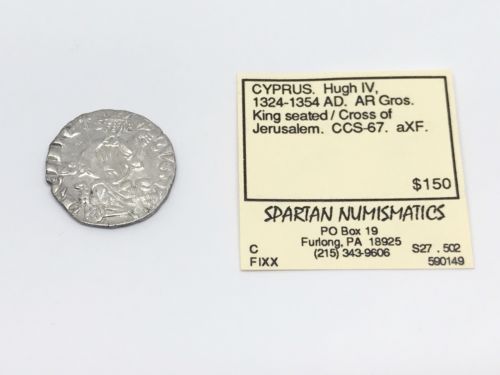 CYPRUS. Hugh IV,
1324-1354 AD. AR Gros.
King seated / Cross of
Jerusalem. CCS-67. aXF.
$150
SPARTAN NUMISMATICS
PO Box 19
Furlong, PA 18925
C (215) 343-9606 S27 . 502
FIXX 590149